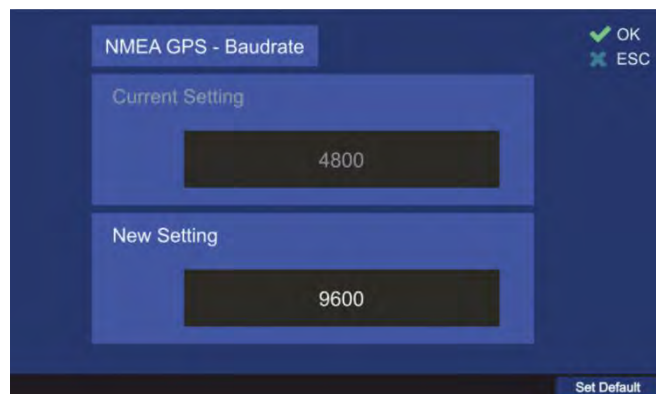 NMEA GPS - Baudrate
OK
ESC
Current Setting
4800
New Setting
9600
Set Default